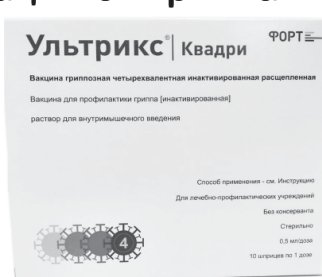 Ультрикс® Квадри
ФОРТ
Вакцина гриппозная четырехвалентная инактивированная расщепленная
Вакцина для профилактики гриппа [инактивированная]
раствор для внутримышечного введения
Способ применения - см. Инструкцию
Для лечебно-профилактических учреждений
Без консерванта
Стерильно
0,5 мл/доза
10 шприцев по 1 дозе
4